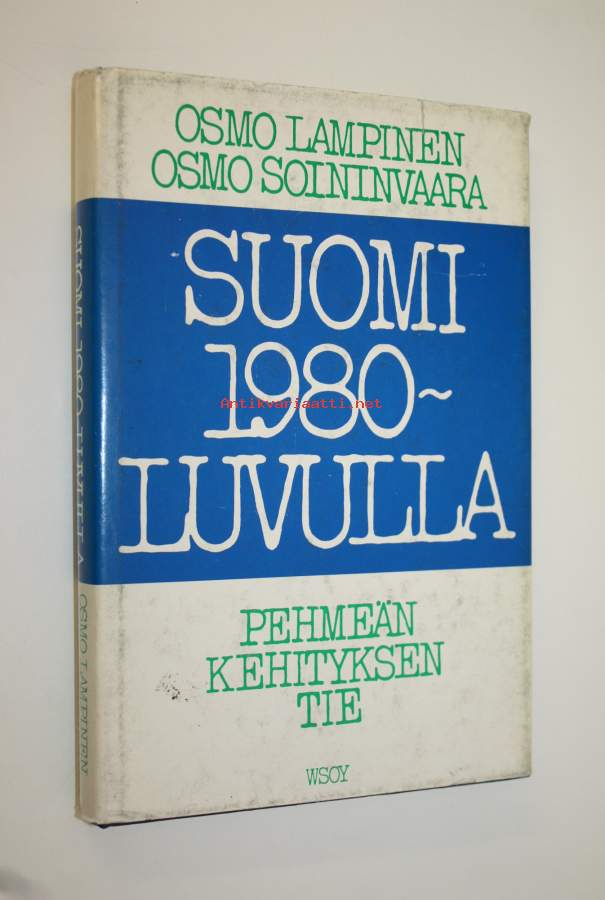 OSMO LAMPINEN
OSMO SOININVAARA
SUOMI
1980~
LUVULLA
Antikvariaatti.net
PEHMEÄN
KEHITYKSEN
TIE
WSOY
SUOMI 1980-LUVULLA OSMO LAMPINEN